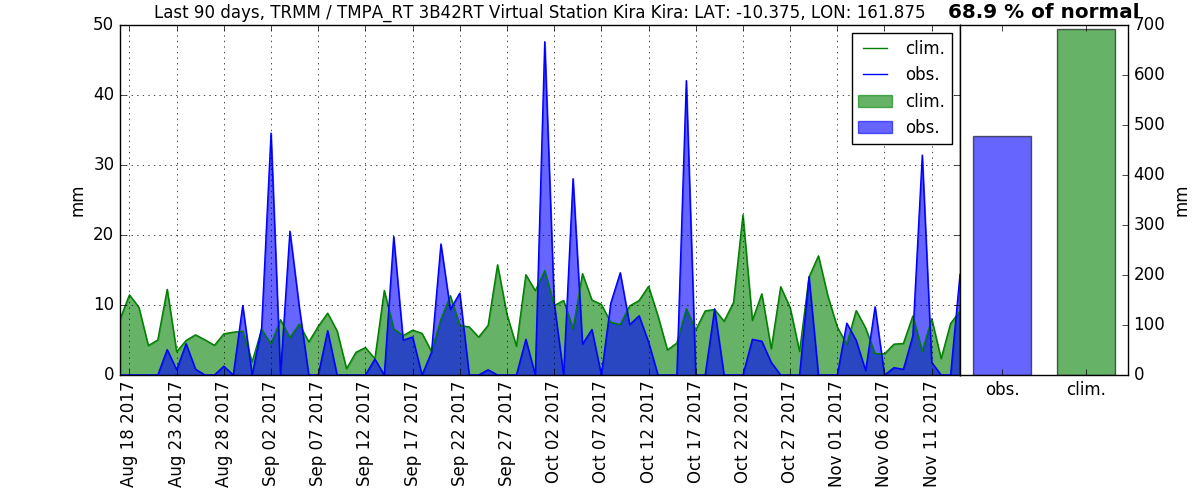 Last 90 days, TRMM / TMPA_RT 3B42RT Virtual Station Kira Kira: LAT: -10.375, LON: 161.875
68.9 % of normal
50
40
30
20
10
0
mm
clim.
obs.
clim.
obs.
Aug 18 2017
Aug 23 2017
Aug 28 2017
Sep 02 2017
Sep 07 2017
Sep 12 2017
Sep 17 2017
Sep 22 2017
Sep 27 2017
Oct 02 2017
Oct 07 2017
Oct 12 2017
Oct 17 2017
Oct 22 2017
Oct 27 2017
Nov 01 2017
Nov 06 2017
Nov 11 2017
700
600
500
400
300
200
100
0
mm
obs.
clim.